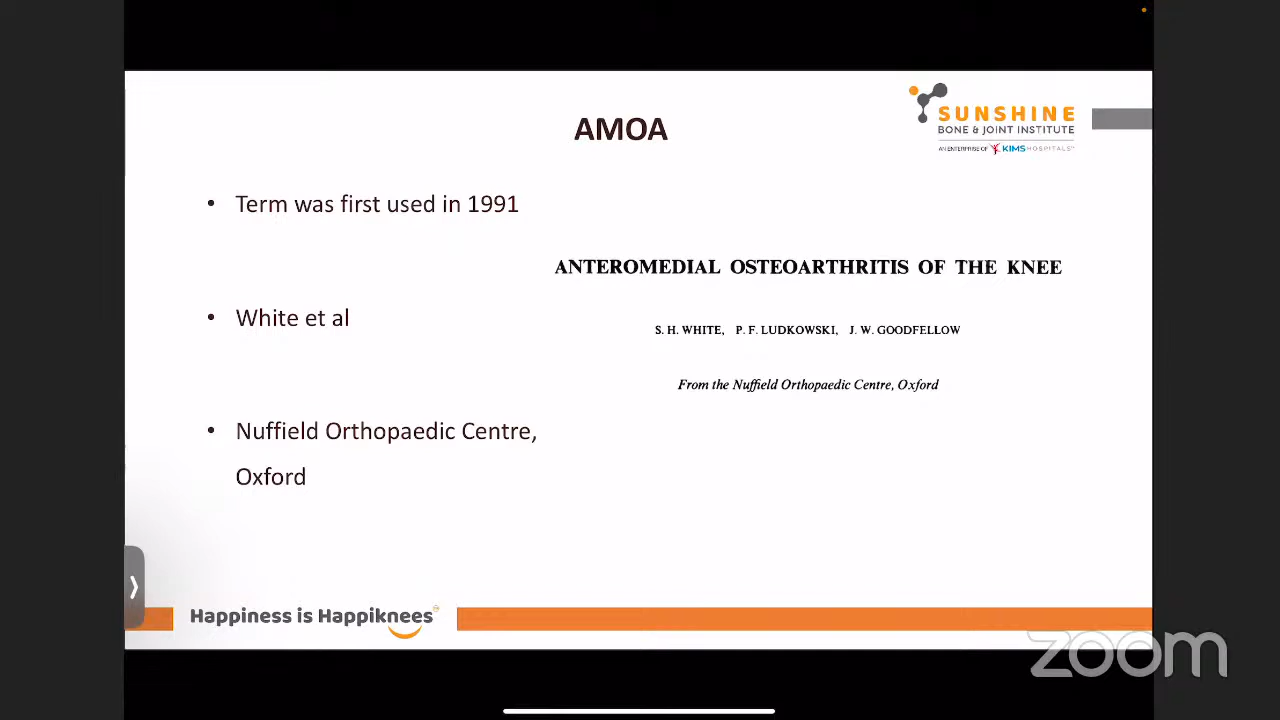 AMOA
SUNSHINE
BONE & JOINT INSTITUTE
AN ENTERPRISE OF KIMS HOSPITALS
• Term was first used in 1991
ANTEROMEDIAL OSTEOARTHRITIS OF THE KNEE
• White et al
S. H. WHITE, P. F. LUDKOWSKI, J. W. GOODFELLOW
From the Nuffield Orthopaedic Centre, Oxford
• Nuffield Orthopaedic Centre,
Oxford
Happiness is Happiknees
zoom